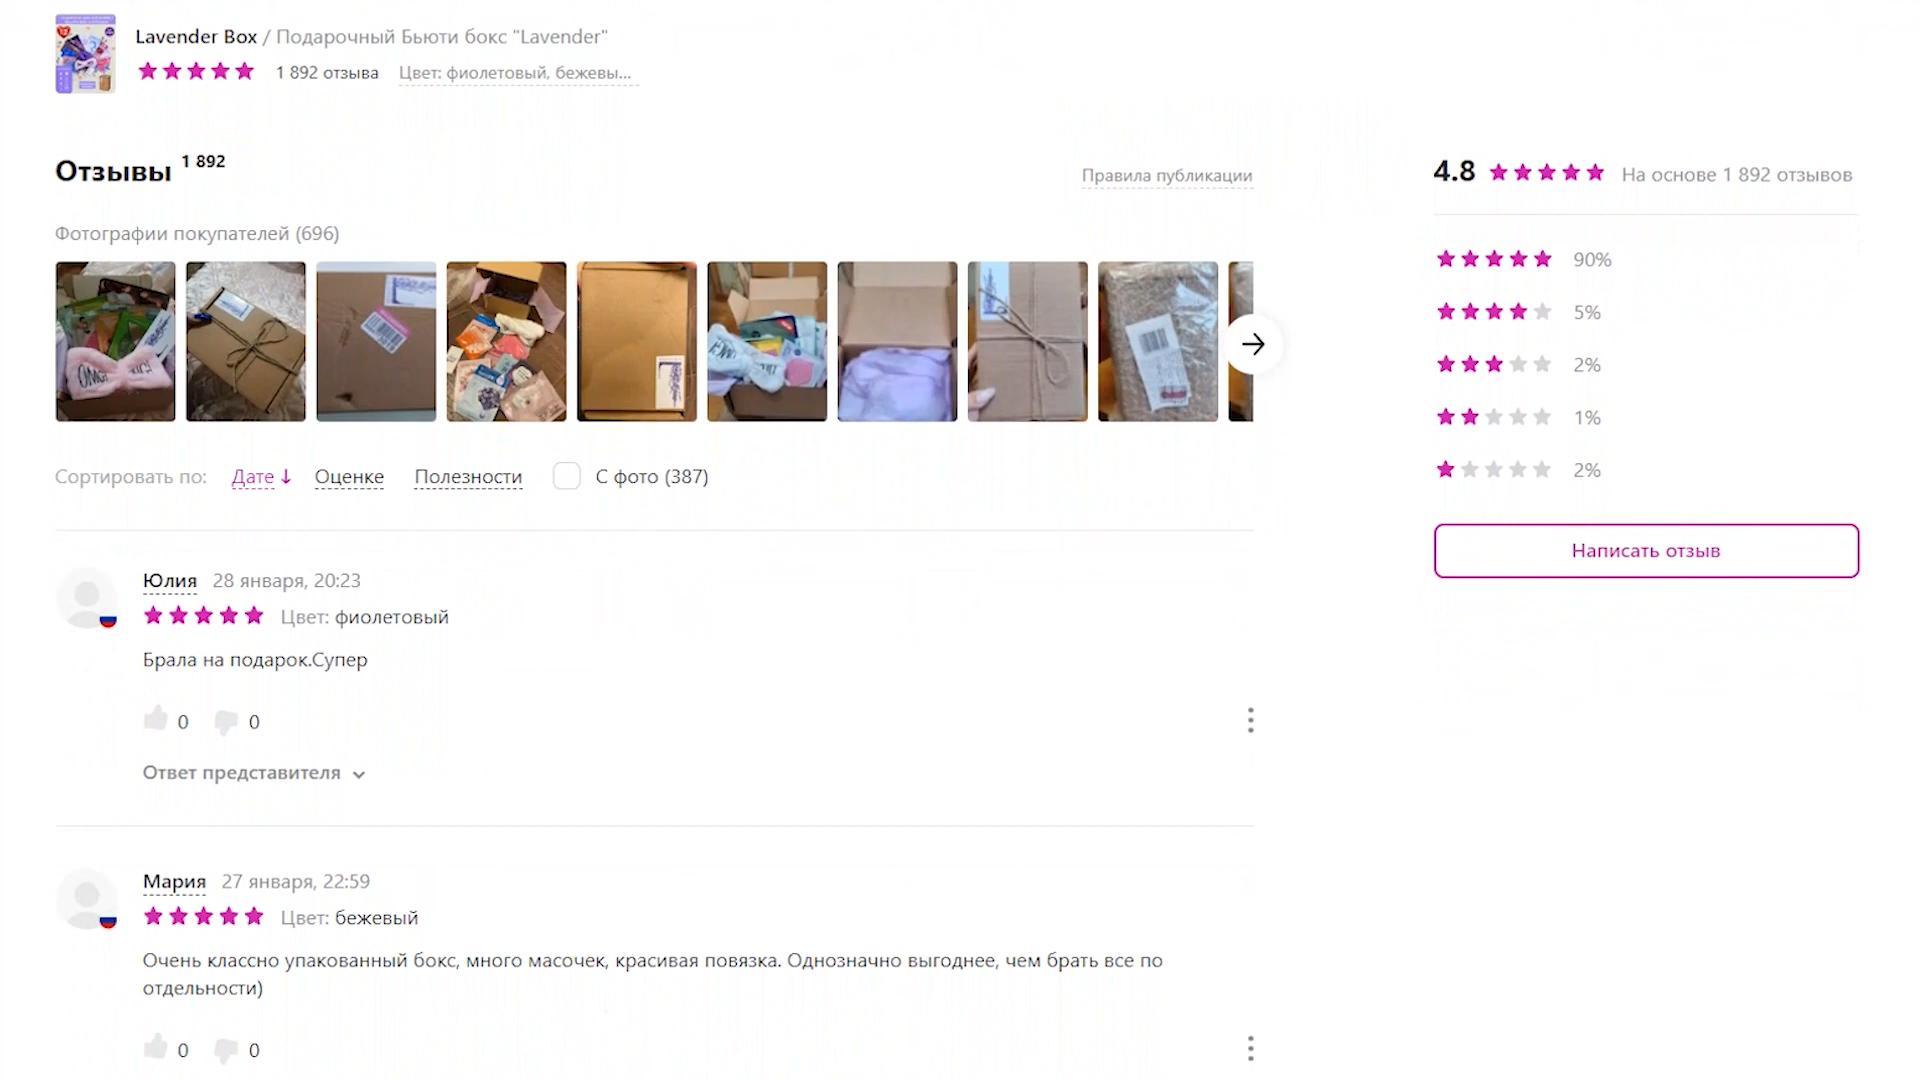 Lavender Box / Подарочный Бьюти бокс "Lavender"
1 892 отзыва Цвет: фиолетовый, бежевы...
Отзывы 1 892
Правила публикации
4.8 На основе 1 892 отзывов
Фотографии покупателей (696)
90%
5%
2%
1%
2%
Сортировать по: Дате ↓ Оценке Полезности С фото (387)
Написать отзыв
Юлия 28 января, 20:23
Цвет: фиолетовый
Брала на подарок.Супер
0 0
Ответ представителя
Мария 27 января, 22:59
Цвет: бежевый
Очень классно упакованный бокс, много масочек, красивая повязка. Однозначно выгоднее, чем брать все по
отдельности)
0 0